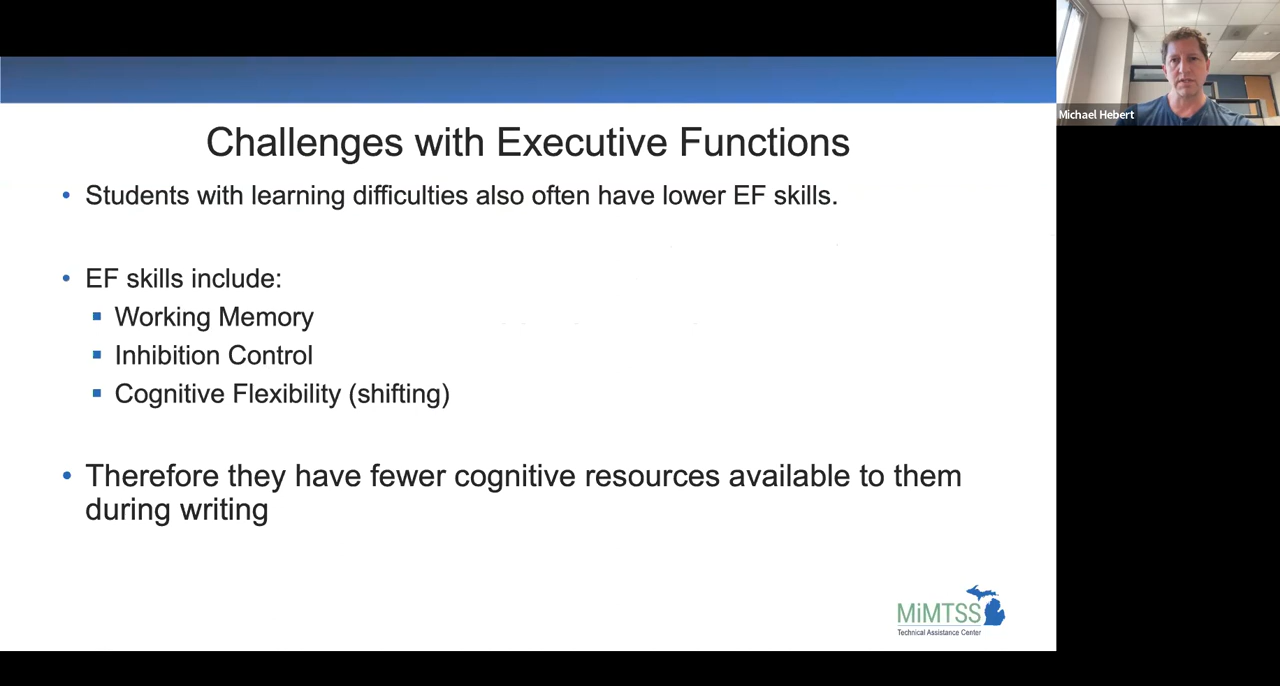 Michael Hebert
Challenges with Executive Functions
• Students with learning difficulties also often have lower EF skills.
• EF skills include:
▪ Working Memory
▪ Inhibition Control
▪ Cognitive Flexibility (shifting)
• Therefore they have fewer cognitive resources available to them
during writing
MiMTSS
Technical Assistance Center